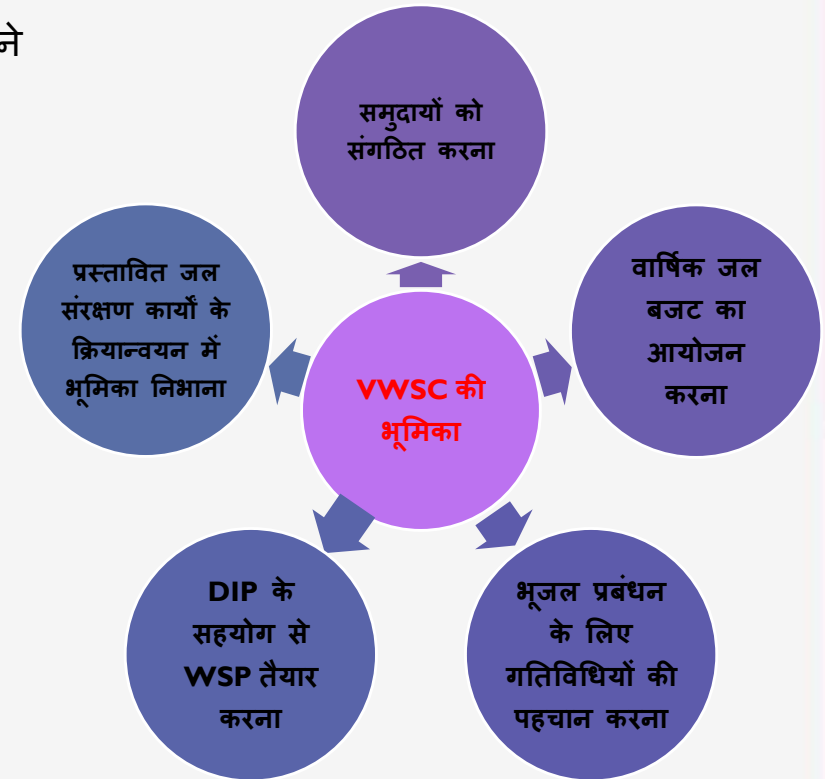 ने
समुदायों को
संगठित करना
वार्षिक जल
बजट का
आयोजन
करना
भूजल प्रबंधन
के लिए
गतिविधियों की
पहचान करना
DIP के
सहयोग से
WSP तैयार
करना
प्रस्तावित जल
संरक्षण कार्यों के
क्रियान्वयन में
भूमिका निभाना
VWSC की
भूमिका